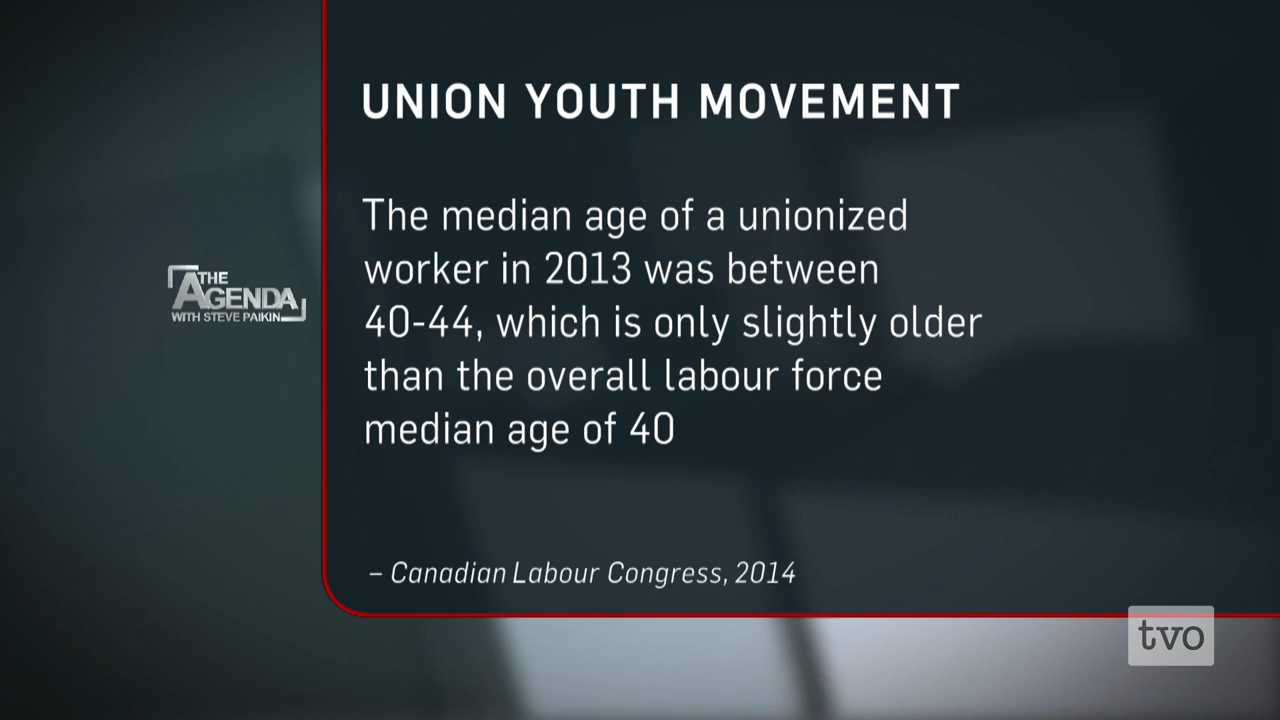 UNION YOUTH MOVEMENT
The median age of a unionized
worker in 2013 was between
40-44, which is only slightly older
than the overall labour force
median age of 40
– Canadian Labour Congress, 2014
THE
AGENDA
WITH STEVE PAIKIN
tvo